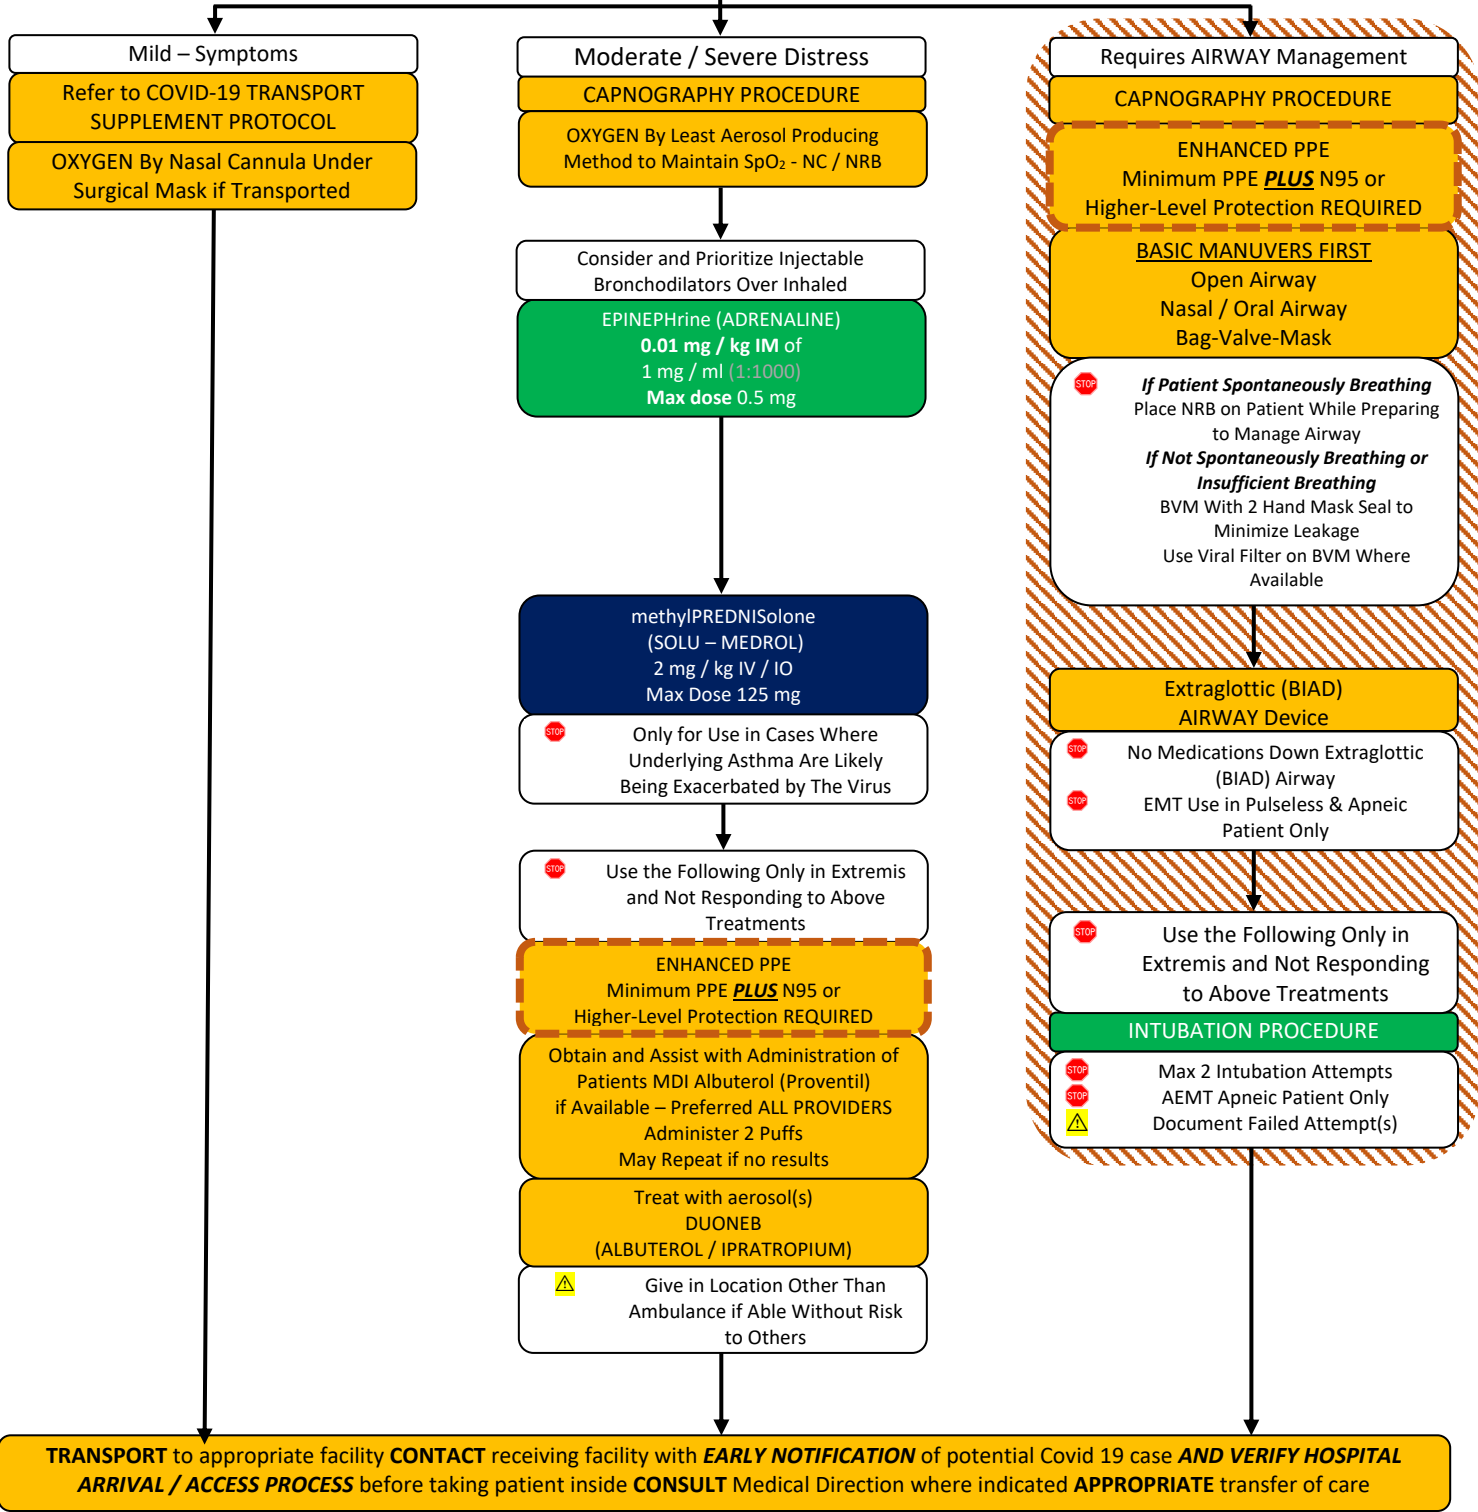 Mild – Symptoms
Refer to COVID-19 TRANSPORT
SUPPLEMENT PROTOCOL
OXYGEN By Nasal Cannula Under
Surgical Mask if Transported
Moderate / Severe Distress
CAPNOGRAPHY PROCEDURE
OXYGEN By Least Aerosol Producing
Method to Maintain SpO₂ - NC / NRB
Consider and Prioritize Injectable
Bronchodilators Over Inhaled
EPINEPHrine (ADRENALINE)
0.01 mg / kg IM of
1 mg / ml (1:1000)
Max dose 0.5 mg
methylPREDNISolone
(SOLU – MEDROL)
2 mg / kg IV / IO
Max Dose 125 mg
STOP
Only for Use in Cases Where
Underlying Asthma Are Likely
Being Exacerbated by The Virus
STOP
Use the Following Only in Extremis
and Not Responding to Above
Treatments
ENHANCED PPE
Minimum PPE PLUS N95 or
Higher-Level Protection REQUIRED
Obtain and Assist with Administration of
Patients MDI Albuterol (Proventil)
if Available – Preferred ALL PROVIDERS
Administer 2 Puffs
May Repeat if no results
Treat with aerosol(s)
DUONEB
(ALBUTEROL / IPRATROPIUM)
Give in Location Other Than
Ambulance if Able Without Risk
to Others
Requires AIRWAY Management
CAPNOGRAPHY PROCEDURE
ENHANCED PPE
Minimum PPE PLUS N95 or
Higher-Level Protection REQUIRED
BASIC MANUVERS FIRST
Open Airway
Nasal / Oral Airway
Bag-Valve-Mask
STOP
If Patient Spontaneously Breathing
Place NRB on Patient While Preparing
to Manage Airway
If Not Spontaneously Breathing or
Insufficient Breathing
BVM With 2 Hand Mask Seal to
Minimize Leakage
Use Viral Filter on BVM Where
Available
Extraglottic (BIAD)
AIRWAY Device
STOP
No Medications Down Extraglottic
(BIAD) Airway
STOP
EMT Use in Pulseless & Apneic
Patient Only
STOP
Use the Following Only in
Extremis and Not Responding
to Above Treatments
INTUBATION PROCEDURE
STOP
Max 2 Intubation Attempts
STOP
AEMT Apneic Patient Only
Document Failed Attempt(s)
TRANSPORT to appropriate facility CONTACT receiving facility with EARLY NOTIFICATION of potential Covid 19 case AND VERIFY HOSPITAL
ARRIVAL / ACCESS PROCESS before taking patient inside CONSULT Medical Direction where indicated APPROPRIATE transfer of care